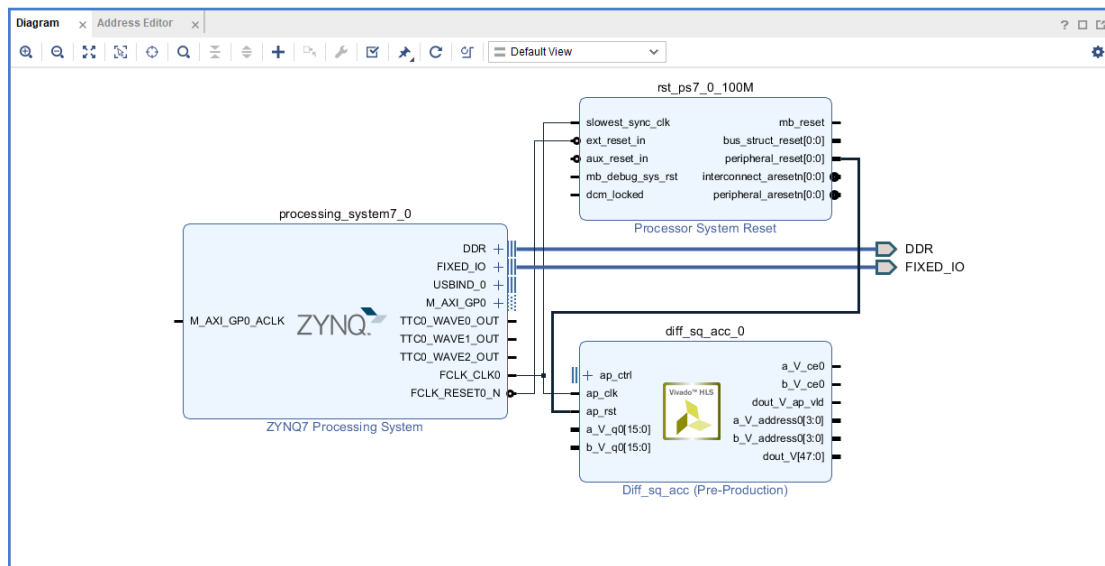 Diagram × Address Editor ×
? 
Default View
rst_ps7_0_100M
slowest_sync_clk
ext_reset_in
aux_reset_in
mb_debug_sys_rst
dcm_locked
mb_reset
bus_struct_reset[0:0]
peripheral_reset[0:0]
interconnect_aresetn[0:0]
peripheral_aresetn[0:0]
Processor System Reset
processing_system7_0
M_AXI_GP0_ACLK
ZYNQ
DDR
FIXED_IO
USBIND_0
M_AXI_GP0
TTC0_WAVE0_OUT
TTC0_WAVE1_OUT
TTC0_WAVE2_OUT
FCLK_CLK0
FCLK_RESET0_N
ZYNQ7 Processing System
DDR
FIXED_IO
diff_sq_acc_0
ap_ctrl
ap_clk
ap_rst
a_V_q0[15:0]
b_V_q0[15:0]
Vivado™ HLS
a_V_ce0
b_V_ce0
dout_V_ap_vld
a_V_address0[3:0]
b_V_address0[3:0]
dout_V[47:0]
Diff_sq_acc (Pre-Production)